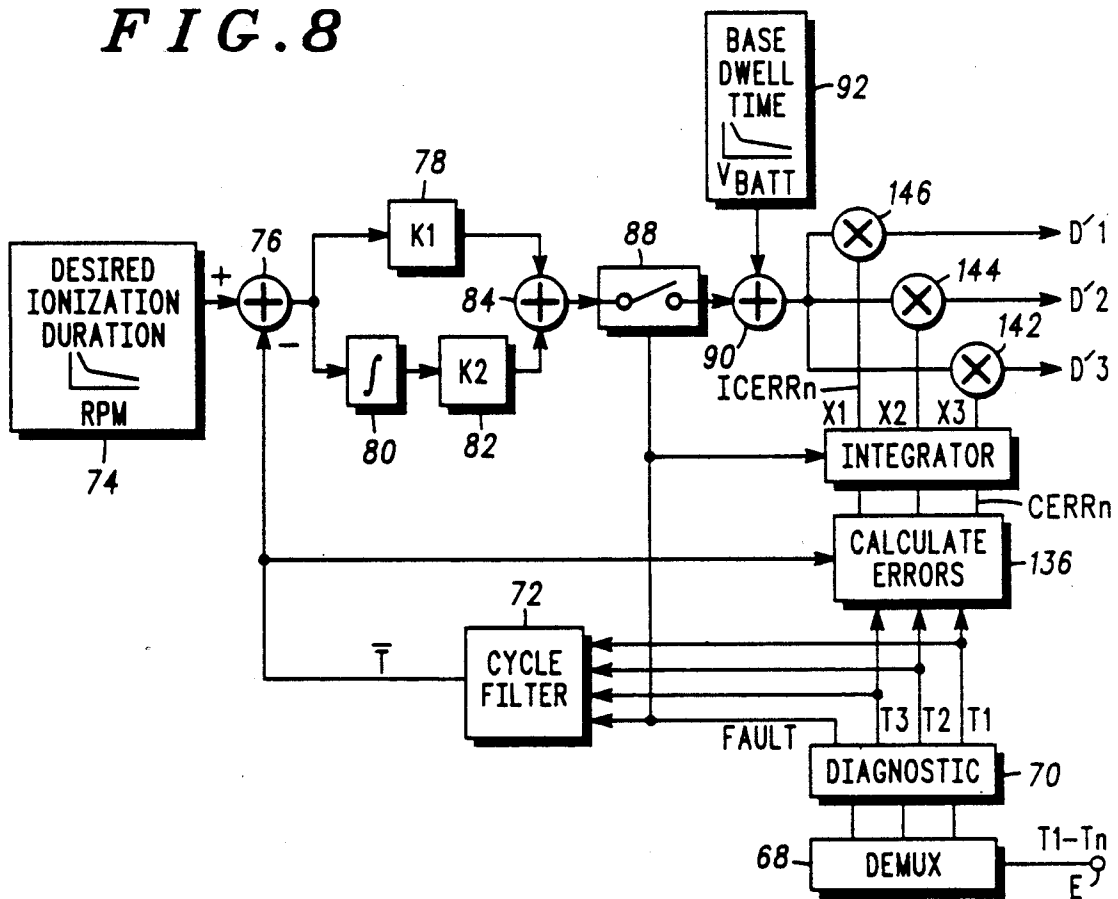 FIG.8
BASE
DWELL
TIME
VBATT
92
78
K1
146
D'1
88
76
DESIRED
IONIZATION
DURATION
RPM
74
+
−
84
144
D'2
90
142
D'3
∫
80
K2
82
ICERRn
X1 X2 X3
INTEGRATOR
CERRn
CALCULATE
ERRORS
136
72
T̅
CYCLE
FILTER
FAULT
T3 T2 T1
DIAGNOSTIC
70
68
DEMUX
T1-Tn
E